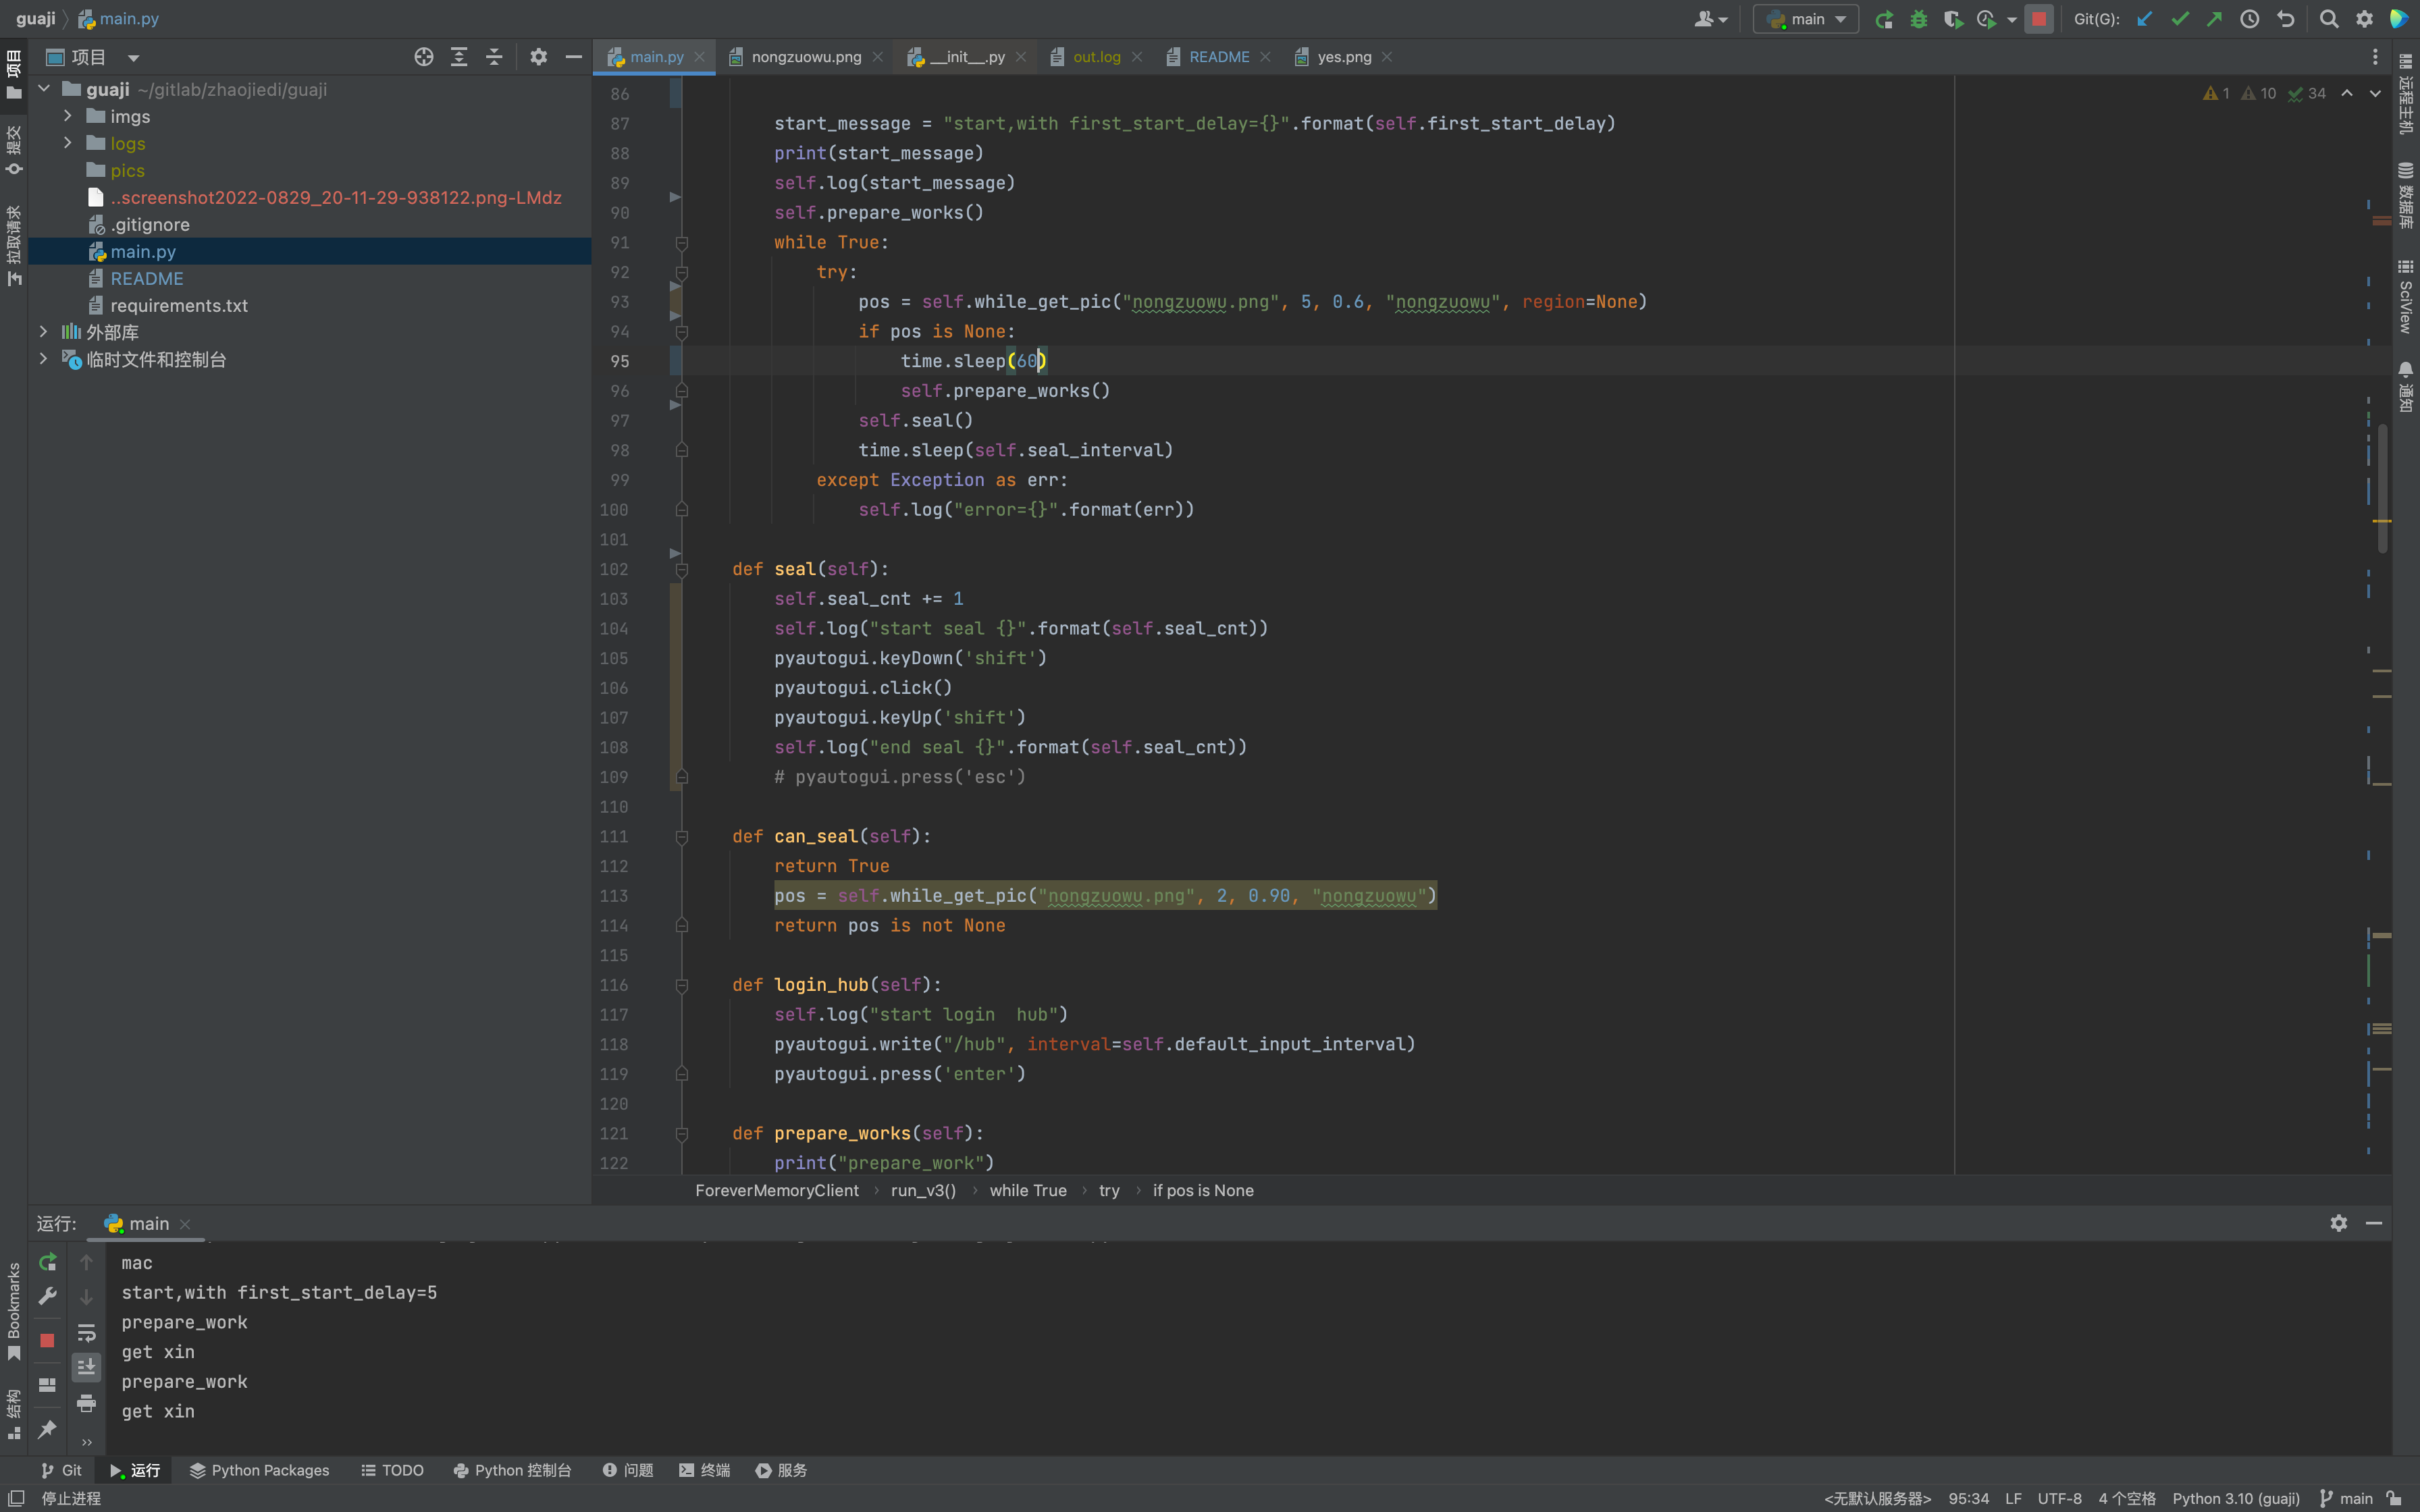 guaji
main.py
main
Git(G):
项目
main.py
nongzuowu.png
__init__.py
out.log
README
yes.png
项目
提交
拉取请求
Bookmarks
结构
guaji ~/gitlab/zhaojiedi/guaji
imgs
logs
pics
..screenshot2022-0829_20-11-29-938122.png-LMdz
.gitignore
main.py
README
requirements.txt
外部库
临时文件和控制台
1 10 34
86
87 start_message = "start,with first_start_delay={}".format(self.first_start_delay)
88 print(start_message)
89 self.log(start_message)
90 self.prepare_works()
91 while True:
92 try:
93 pos = self.while_get_pic("nongzuowu.png", 5, 0.6, "nongzuowu", region=None)
94 if pos is None:
95 time.sleep(60)
96 self.prepare_works()
97 self.seal()
98 time.sleep(self.seal_interval)
99 except Exception as err:
100 self.log("error={}".format(err))
101
102 def seal(self):
103 self.seal_cnt += 1
104 self.log("start seal {}".format(self.seal_cnt))
105 pyautogui.keyDown('shift')
106 pyautogui.click()
107 pyautogui.keyUp('shift')
108 self.log("end seal {}".format(self.seal_cnt))
109 # pyautogui.press('esc')
110
111 def can_seal(self):
112 return True
113 pos = self.while_get_pic("nongzuowu.png", 2, 0.90, "nongzuowu")
114 return pos is not None
115
116 def login_hub(self):
117 self.log("start login  hub")
118 pyautogui.write("/hub", interval=self.default_input_interval)
119 pyautogui.press('enter')
120
121 def prepare_works(self):
122 print("prepare_work")
远程主机
数据库
SciView
通知
ForeverMemoryClient › run_v3() › while True › try › if pos is None
运行: main
mac
start,with first_start_delay=5
prepare_work
get xin
prepare_work
get xin
Git 运行 Python Packages TODO Python 控制台 问题 终端 服务
停止进程
<无默认服务器> 95:34 LF UTF-8 4 个空格 Python 3.10 (guaji) main